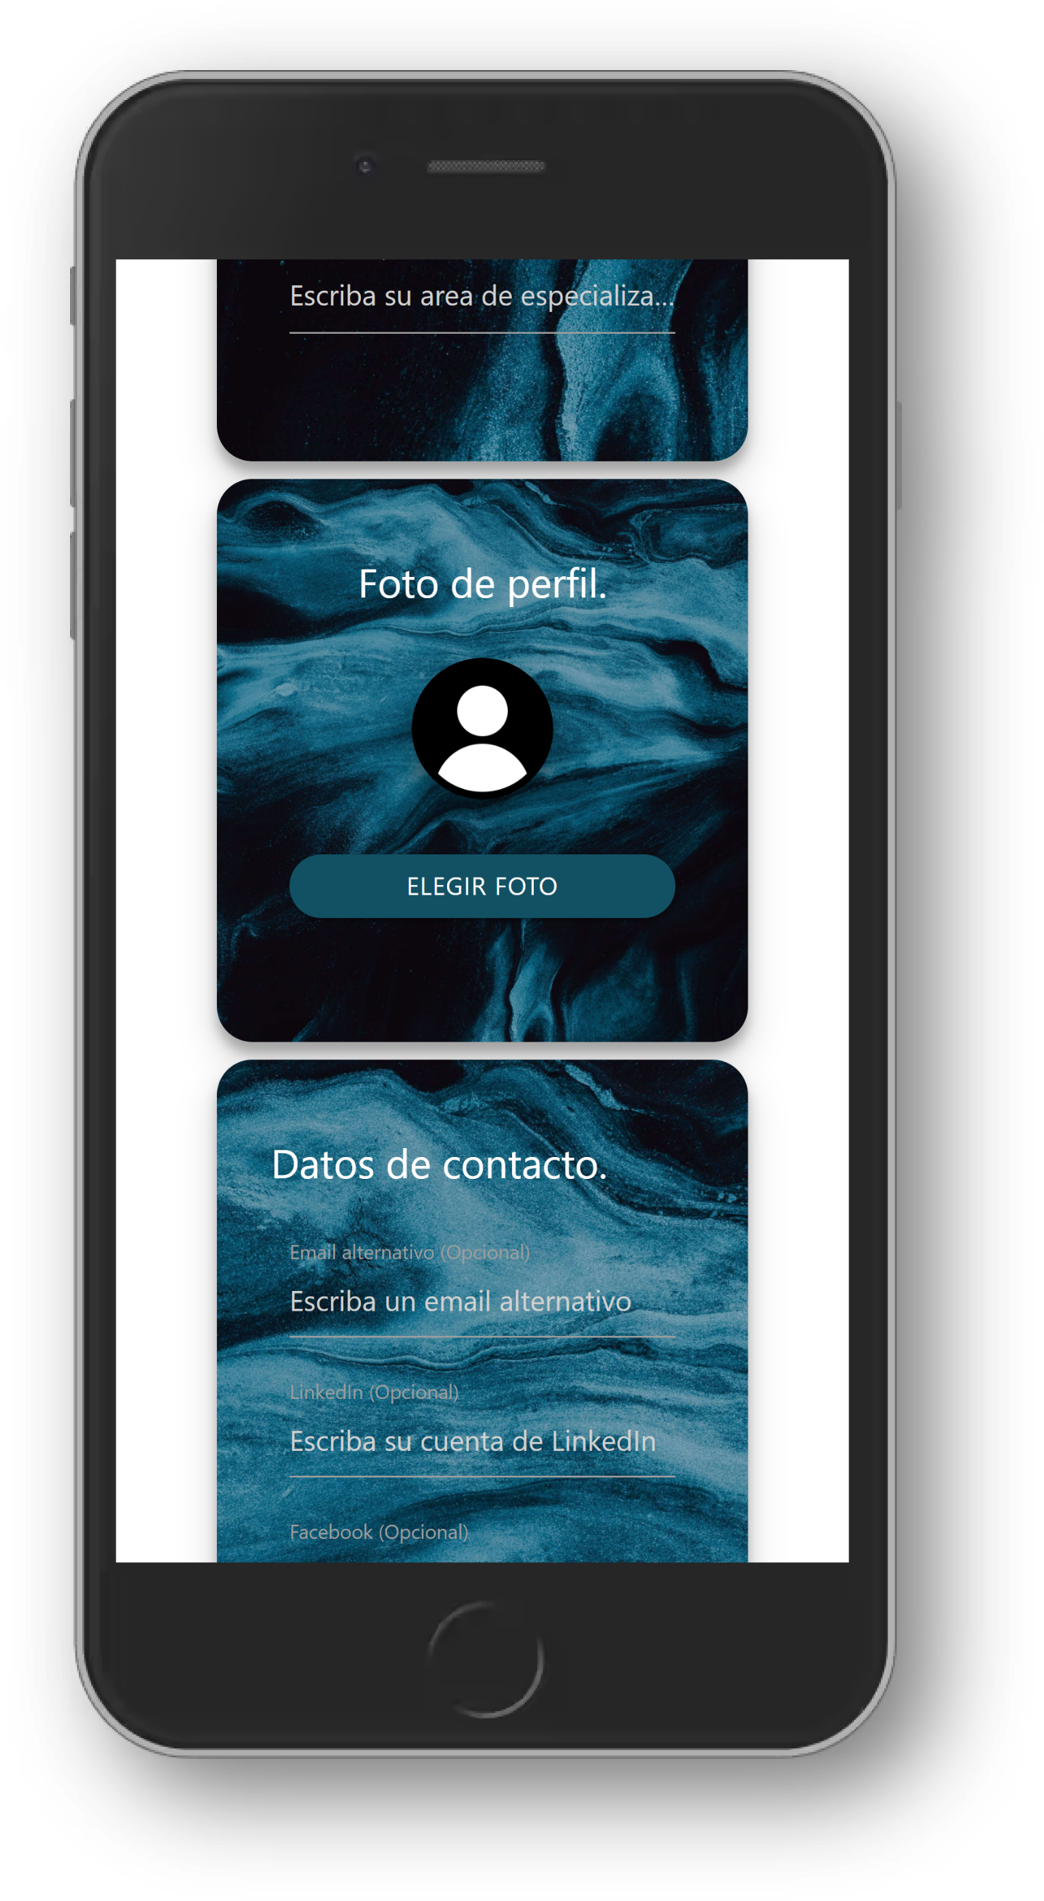 Escriba su area de especializa...
Foto de perfil.
ELEGIR FOTO
Datos de contacto.
Email alternativo (Opcional)
Escriba un email alternativo
LinkedIn (Opcional)
Escriba su cuenta de LinkedIn
Facebook (Opcional)